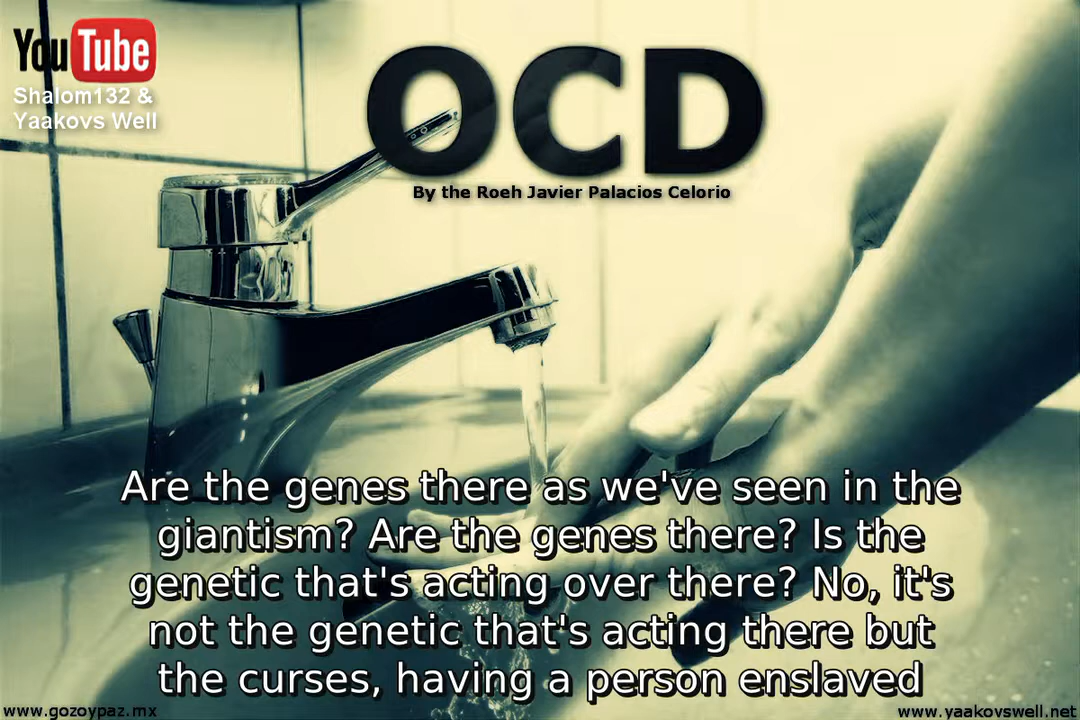 YouTube
Shalom132 &
Yaakovs Well
OCD
By the Roeh Javier Palacios Celorio
Are the genes there as we've seen in the
giantism? Are the genes there? Is the
genetic that's acting over there? No, it's
not the genetic that's acting there but
the curses, having a person enslaved
www.gozoypaz.mx
www.yaakovswell.net